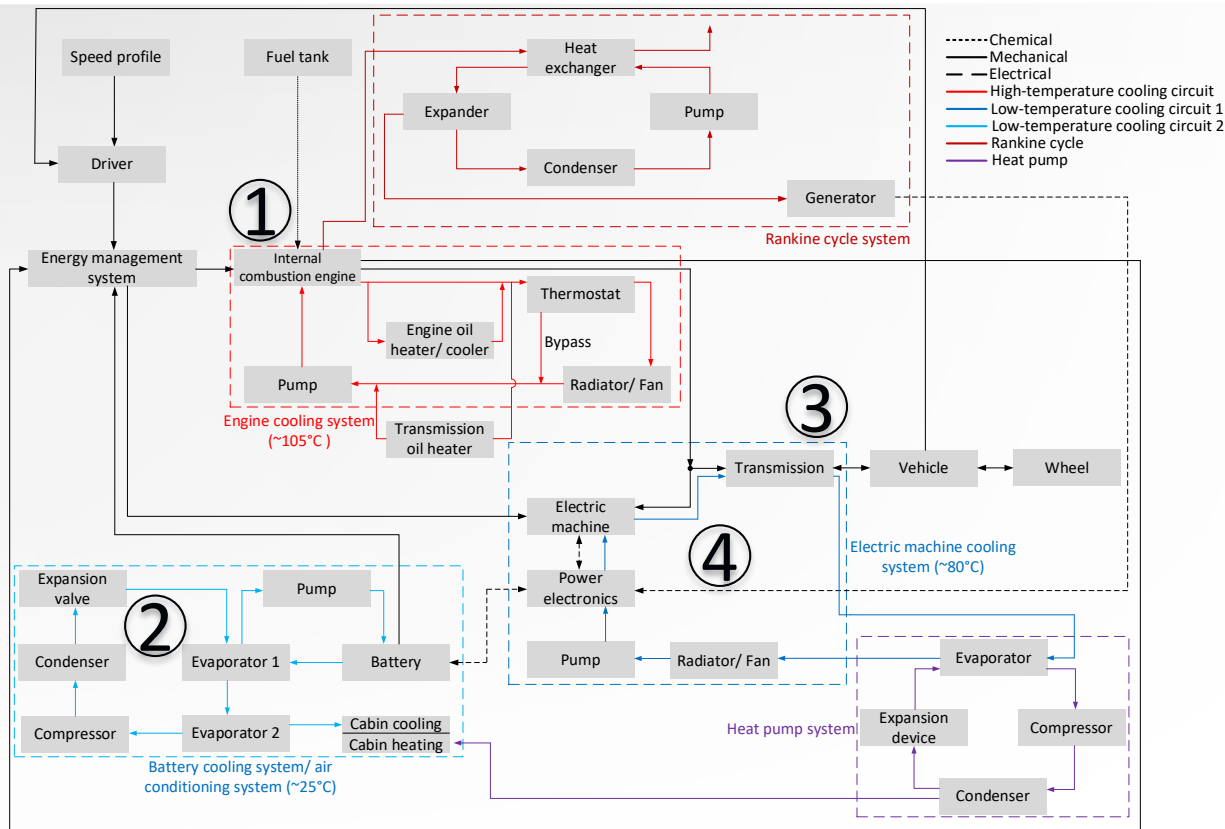 Speed profile
Fuel tank
Heat
exchanger
Expander
Pump
Condenser
Generator
Rankine cycle system
Chemical
Mechanical
Electrical
High-temperature cooling circuit
Low-temperature cooling circuit 1
Low-temperature cooling circuit 2
Rankine cycle
Heat pump
Driver
Energy management
system
1
Internal
combustion engine
Thermostat
Engine oil
heater/ cooler
Bypass
Pump
Radiator/ Fan
Engine cooling system
(~105°C )
Transmission
oil heater
3
Transmission
Vehicle
Wheel
Electric
machine
4
Electric machine cooling
system (~80°C)
Power
electronics
Pump
Radiator/ Fan
Expansion
valve
Pump
2
Condenser
Evaporator 1
Battery
Compressor
Evaporator 2
Cabin cooling
Cabin heating
Battery cooling system/ air
conditioning system (~25°C)
Evaporator
Heat pump system
Expansion
device
Compressor
Condenser